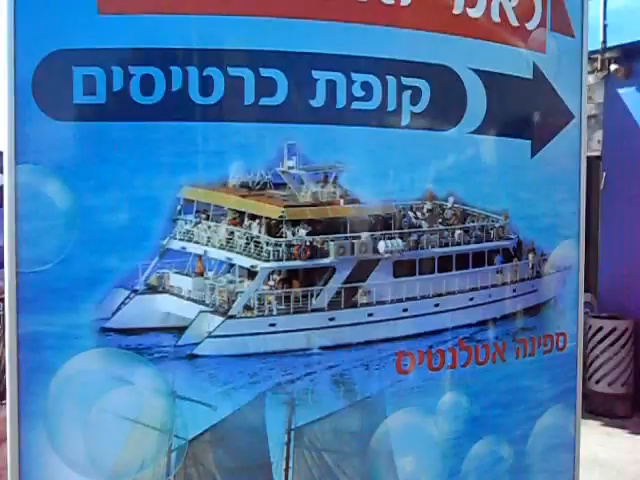 קופת כרטיסים
ספינה אטלנטיס